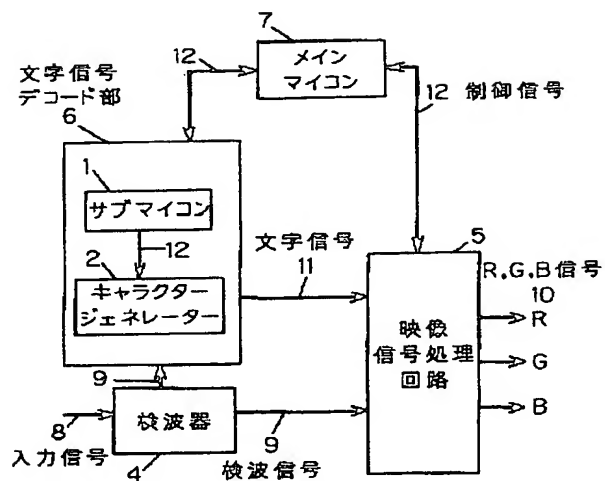 7
12
メイン
マイコン
12 制御信号
文字信号
デコード部
6
1
サブマイコン
12
2
キャラクター
ジェネレーター
文字信号
11
5
映像
信号処理
回路
R,G,B信号
10
R
G
B
9
8
入力信号
検波器
4
9
検波信号